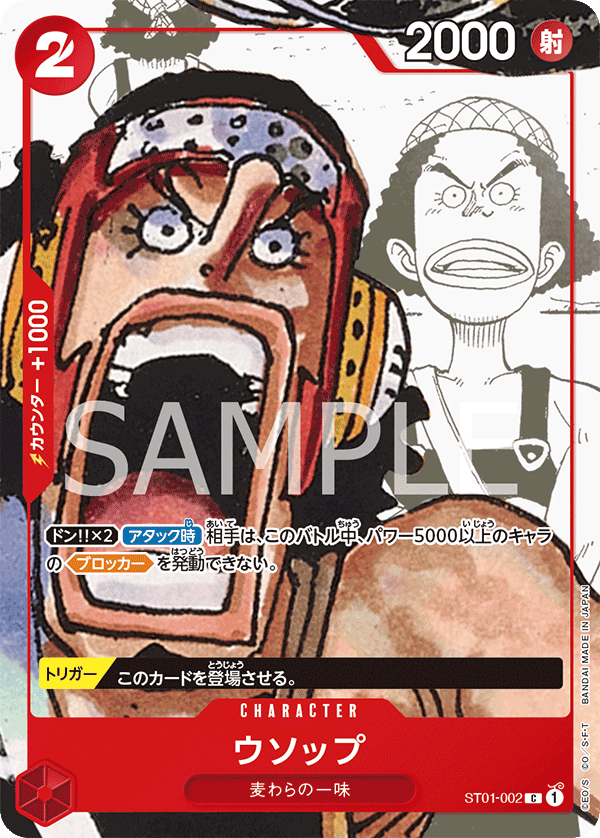 2
2000
射
カウンター +1000
SAMPLE
ドン!!×2 アタック時 相手は、このバトル中、パワー5000以上のキャラ
の ブロッカー を発動できない。
トリガー このカードを登場させる。
CHARACTER
ウソップ
麦わらの一味
ST01-002 C 1
©E.O/S ©O/S・F・T BANDAI MADE IN JAPAN